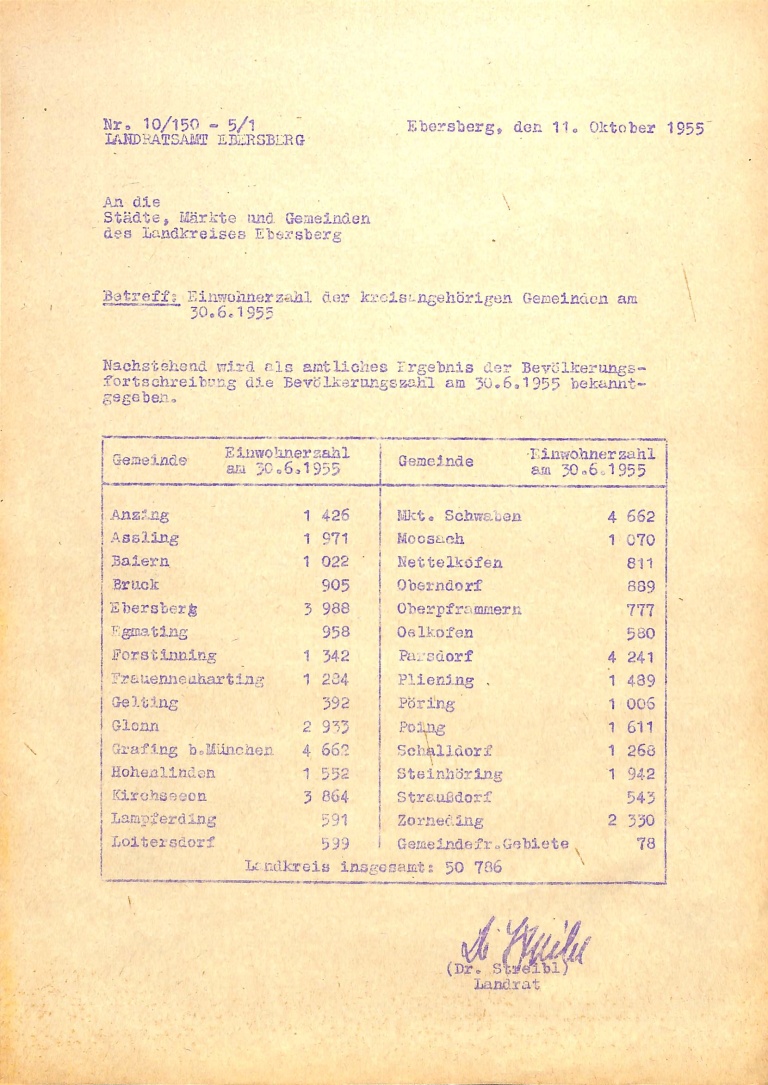 Nr. 10/150 - 5/1
LANDRATSAMT EBERSBERG
Ebersberg, den 11. Oktober 1955
An die
Städte, Märkte und Gemeinden
des Landkreises Ebersberg
Betreff: Einwohnerzahl der kreisangehörigen Gemeinden am
30.6.1955
Nachstehend wird als amtliches Ergebnis der Bevölkerungs-
fortschreibung die Bevölkerungszahl am 30.6.1955 bekannt-
gegeben.
Gemeinde Einwohnerzahl am 30.6.1955 Gemeinde Einwohnerzahl am 30.6.1955
Anzing 1 426 Mkt. Schwaben 4 662
Assling 1 971 Moosach 1 070
Baiern 1 022 Nettelkofen 811
Bruck 905 Oberndorf 889
Ebersberg 3 988 Oberpframmern 777
Egmating 958 Oelkofen 580
Forstinning 1 342 Parsdorf 4 241
Frauenneuharting 1 284 Pliening 1 489
Gelting 392 Pöring 1 006
Glonn 2 933 Poing 1 611
Grafing b.München 4 662 Schalldorf 1 268
Hohenlinden 1 552 Steinhöring 1 942
Kirchseeon 3 864 Straußdorf 543
Lampferding 591 Zorneding 2 330
Loitersdorf 599 Gemeindefr.Gebiete 78
Landkreis insgesamt: 50 786
(Dr. Streibl)
Landrat